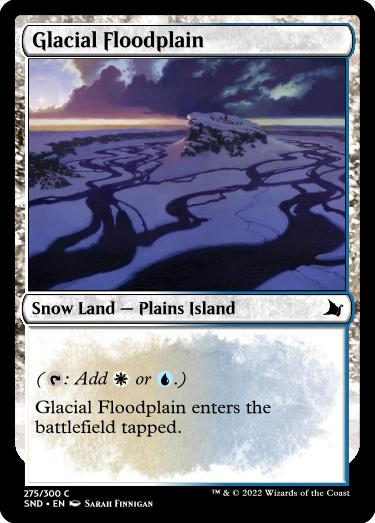 Glacial Floodplain
Snow Land — Plains Island
( : Add or .)
Glacial Floodplain enters the
battlefield tapped.
275/300 C
SND • EN Sarah Finnigan
™ & © 2022 Wizards of the Coast